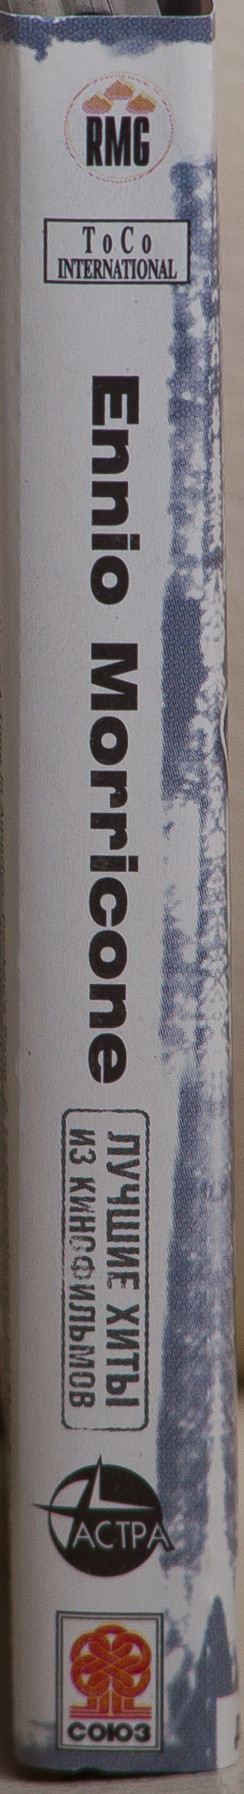 RMG
ToCo
INTERNATIONAL
Ennio Morricone
ЛУЧШИЕ ХИТЫ
ИЗ КИНОФИЛЬМОВ
АСТРА
СОЮЗ